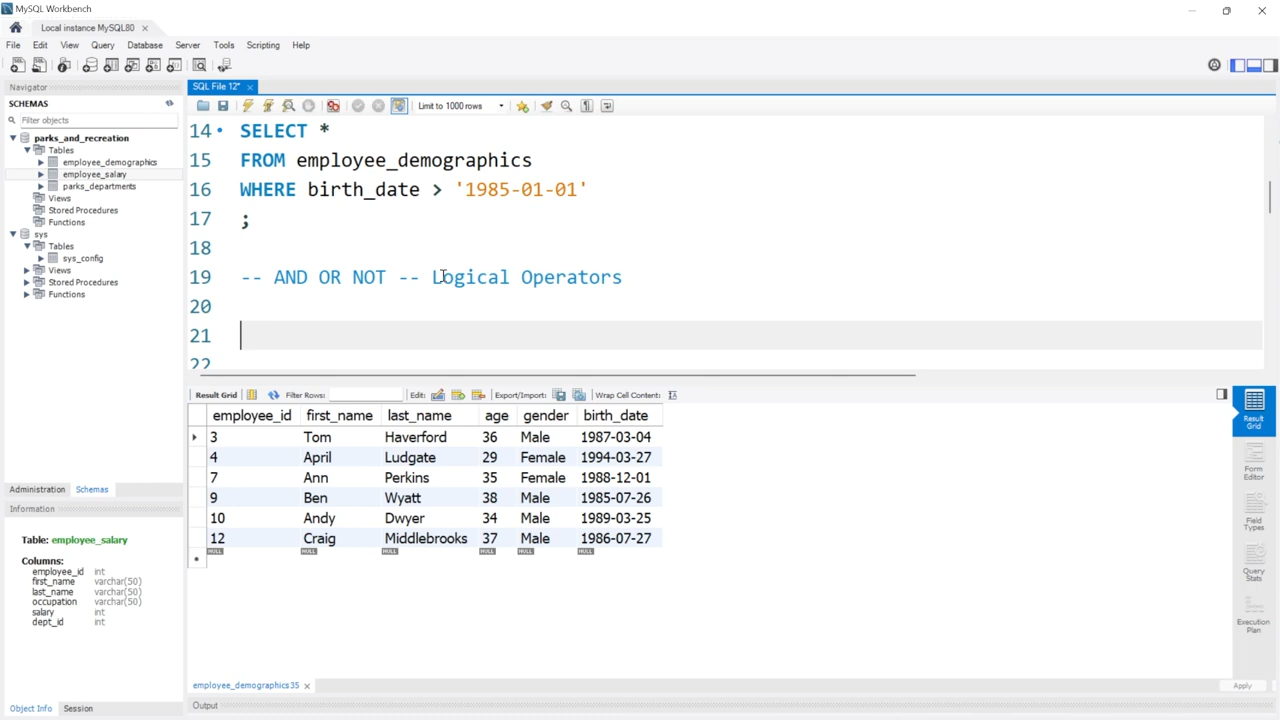 MySQL Workbench
Local instance MySQL80
File Edit View Query Database Server Tools Scripting Help
Navigator
SCHEMAS
Filter objects
parks_and_recreation
Tables
employee_demographics
employee_salary
parks_departments
Views
Stored Procedures
Functions
sys
Tables
sys_config
Views
Stored Procedures
Functions
Administration Schemas
Information
Table: employee_salary
Columns:
employee_id int
first_name varchar(50)
last_name varchar(50)
occupation varchar(50)
salary int
dept_id int
Object Info Session
SQL File 12*
Limit to 1000 rows
14 SELECT *
15 FROM employee_demographics
16 WHERE birth_date > '1985-01-01'
17 ;
18
19 -- AND OR NOT -- Logical Operators
20
21
22
Result Grid Filter Rows: Edit: Export/Import: Wrap Cell Content:
employee_id first_name last_name age gender birth_date
3 Tom Haverford 36 Male 1987-03-04
4 April Ludgate 29 Female 1994-03-27
7 Ann Perkins 35 Female 1988-12-01
9 Ben Wyatt 38 Male 1985-07-26
10 Andy Dwyer 34 Male 1989-03-25
12 Craig Middlebrooks 37 Male 1986-07-27
NULL NULL NULL NULL NULL NULL
Result
Grid
Form
Editor
Field
Types
Query
Stats
Execution
Plan
employee_demographics 35
Apply
Output